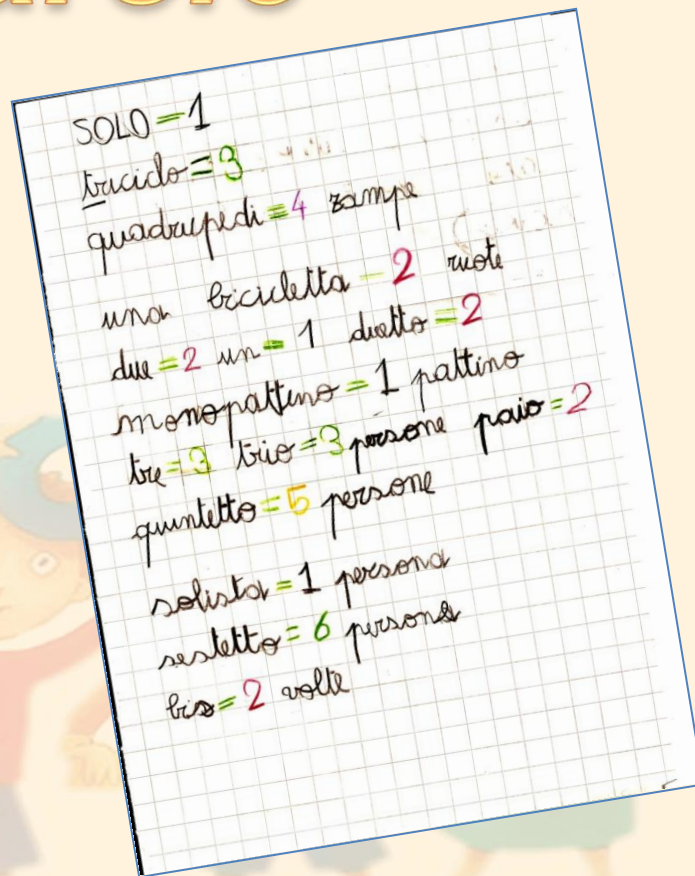 SOLO = 1
triciclo = 3
quadrupedi = 4 zampe
una bicicletta = 2 ruote
due = 2 un = 1 duetto = 2
monopattino = 1 pattino
tre = 3 trio = 3 persone paio = 2
quintetto = 5 persone
solista = 1 persona
sestetto = 6 persone
bis = 2 volte